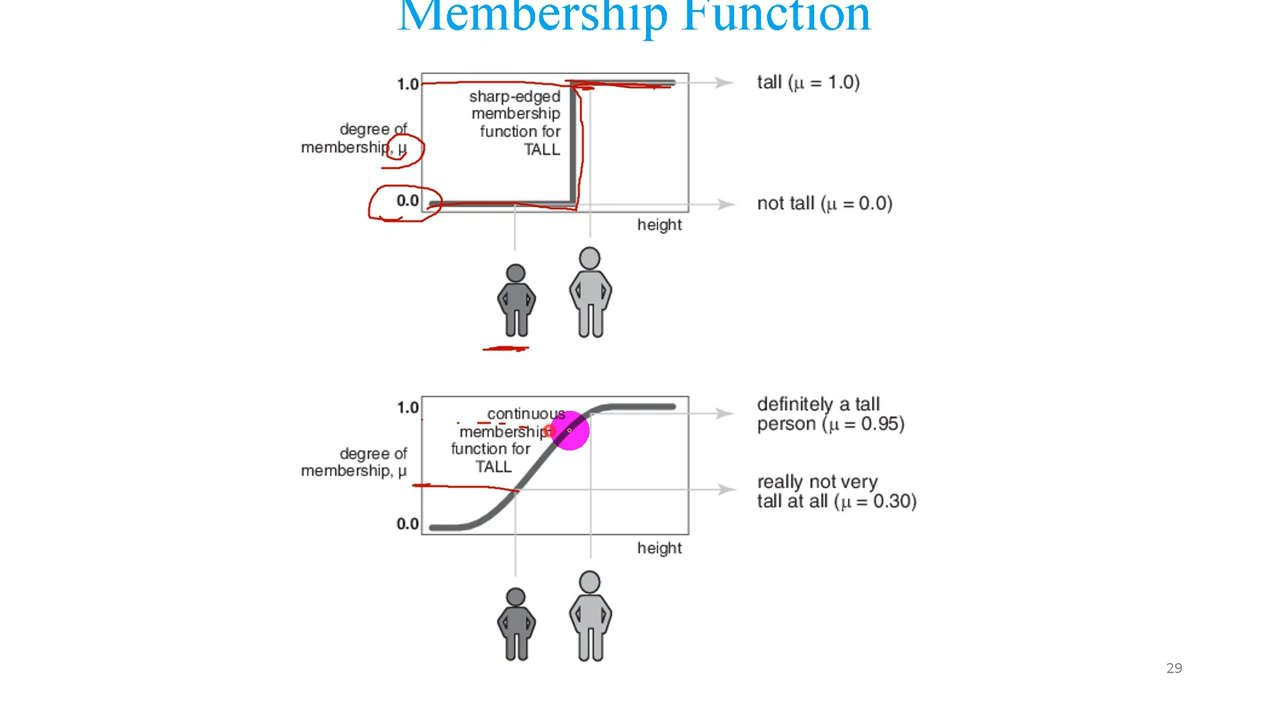 Membership Function
1.0
sharp-edged
membership
function for
TALL
degree of
membership, μ
0.0
height
tall (μ = 1.0)
not tall (μ = 0.0)
1.0
continuous
membership
function for
TALL
degree of
membership, μ
0.0
height
definitely a tall
person (μ = 0.95)
really not very
tall at all (μ = 0.30)
29